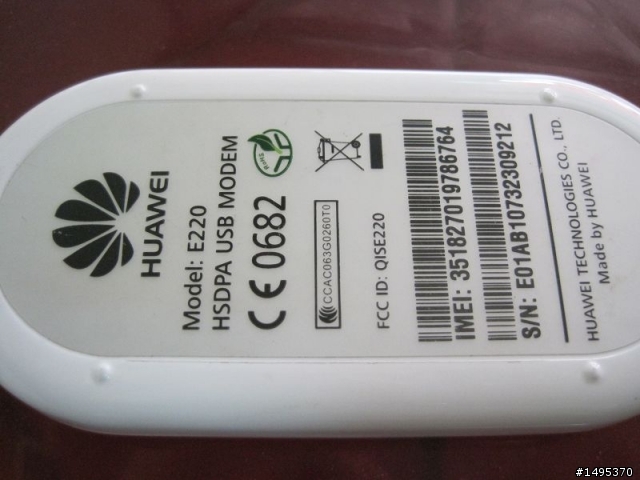 HUAWEI
Model: E220
HSDPA USB MODEM
CE 0682
RoHS
CCAC063G0260T0
FCC ID: QISE220
IMEI: 351827019786764
S/N: E01AB10732309212
HUAWEI TECHNOLOGIES CO., LTD.
Made by HUAWEI
#1495370